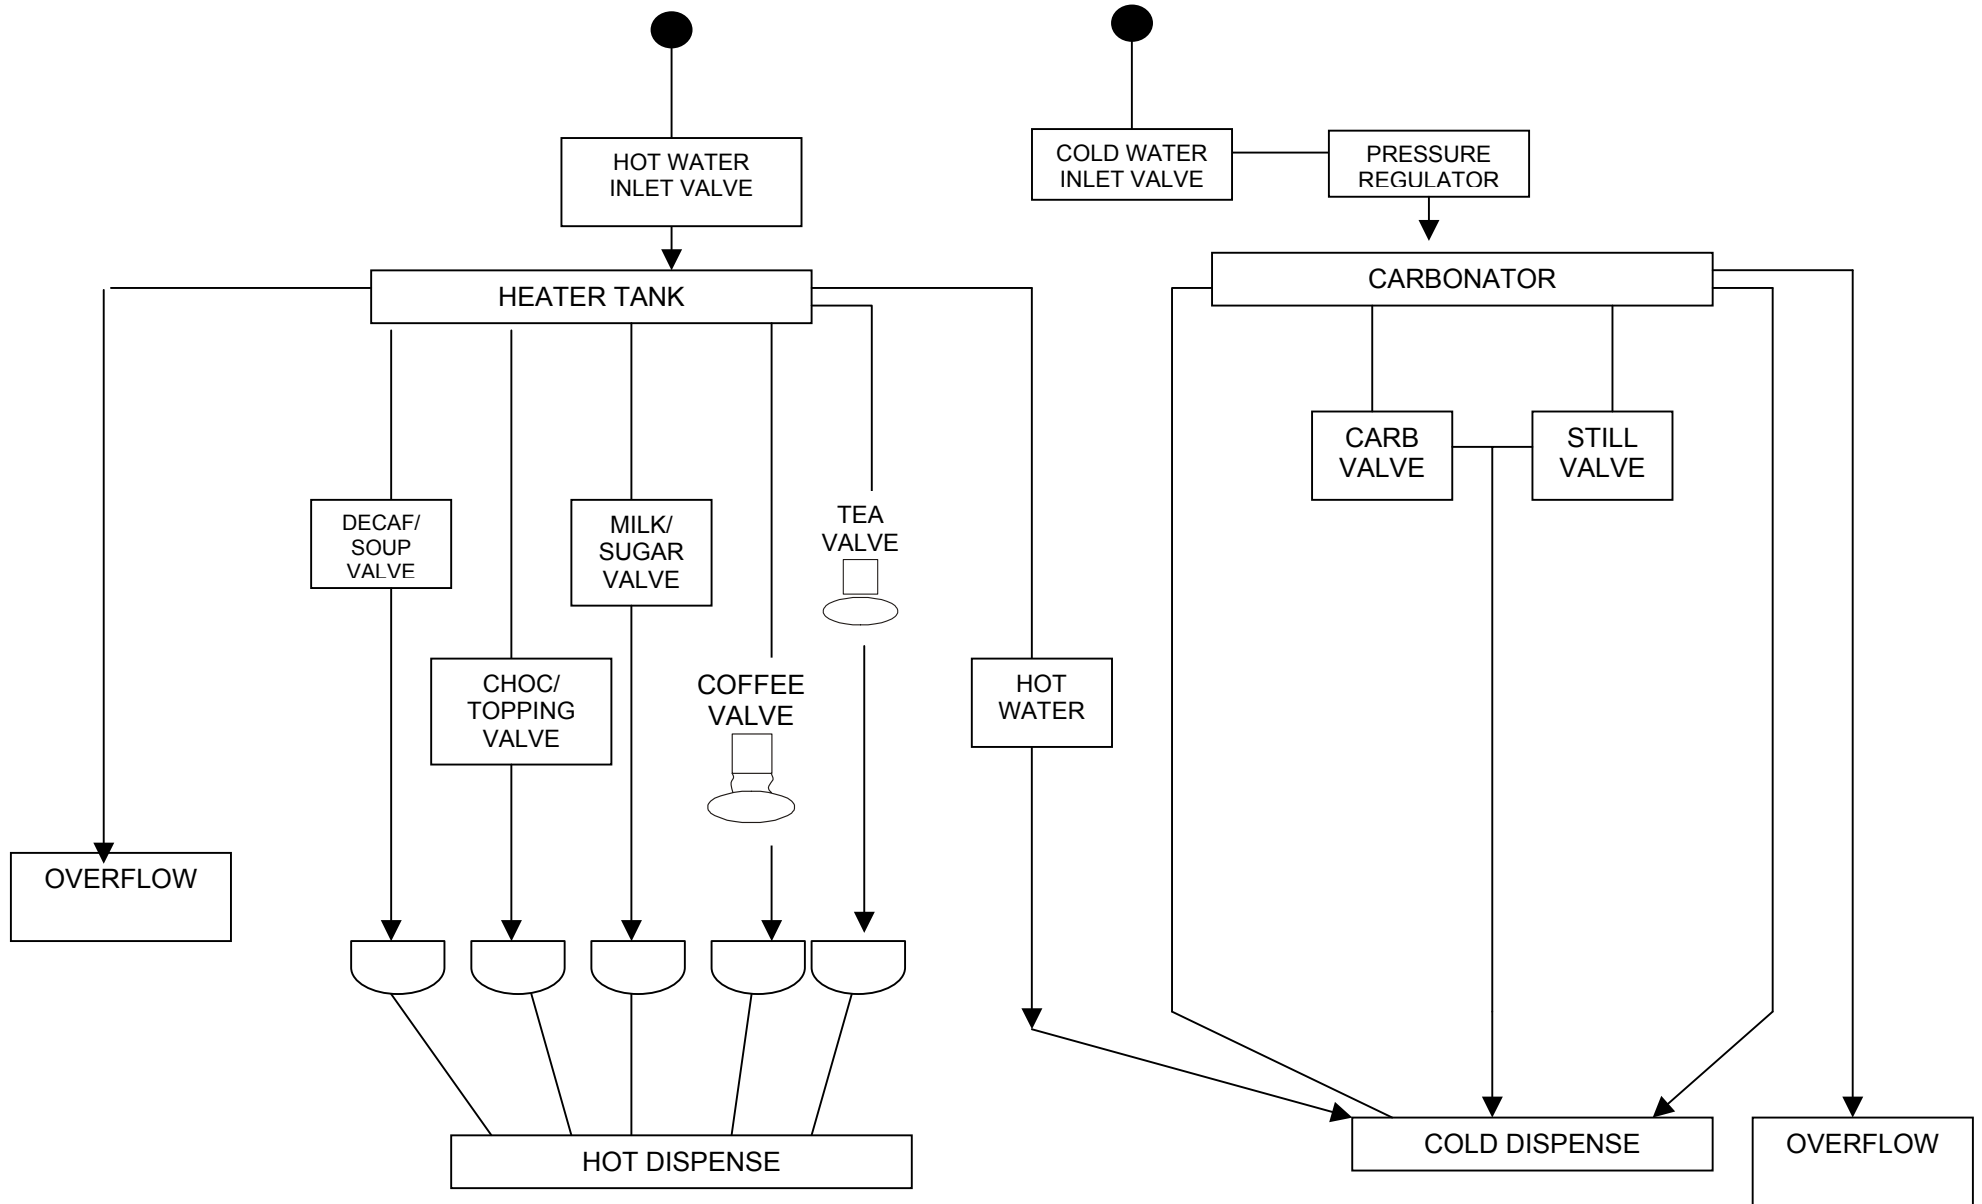 HOT WATER
INLET VALVE
COLD WATER
INLET VALVE
PRESSURE
REGULATOR
HEATER TANK
CARBONATOR
CARB
VALVE
STILL
VALVE
DECAF/
SOUP
VALVE
MILK/
SUGAR
VALVE
TEA
VALVE
CHOC/
TOPPING
VALVE
COFFEE
VALVE
HOT
WATER
OVERFLOW
HOT DISPENSE
COLD DISPENSE
OVERFLOW